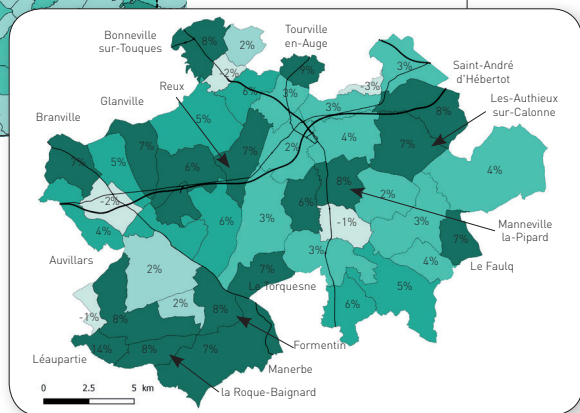 Bonneville
sur-Touques
Tourville
en-Auge
Saint-André
d'Hébertot
Les-Authieux
sur-Calonne
Reux
Glanville
Branville
8%
2%
-2%
9%
3%
-3%
6%
3%
3%
8%
5%
7%
7%
5%
7%
6%
2%
4%
7%
4%
-2%
8%
2%
6%
4%
6%
3%
-1%
3%
7%
Manneville
la-Pipard
Auvillars
3%
4%
Le Faulq
2%
7%
Le Torquesne
5%
2%
6%
-1%
8%
8%
Formentin
Léaupartie
14%
8%
7%
Manerbe
la Roque-Baignard
0 2.5 5 km